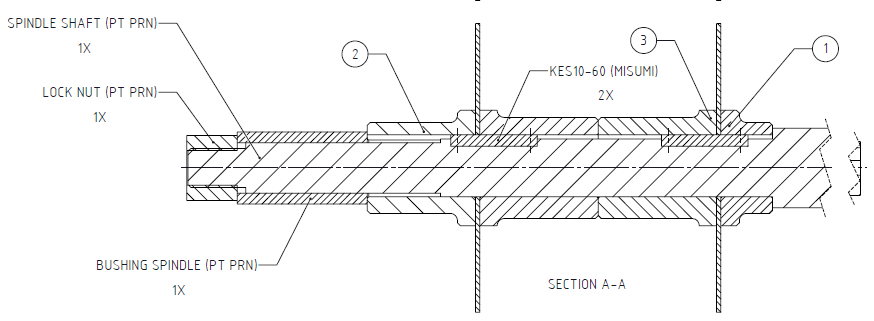 SPINDLE SHAFT (PT PRN)
1X
2
3
1
KES10-60 (MISUMI)
2X
LOCK NUT (PT PRN)
1X
BUSHING SPINDLE (PT PRN)
1X
SECTION A-A